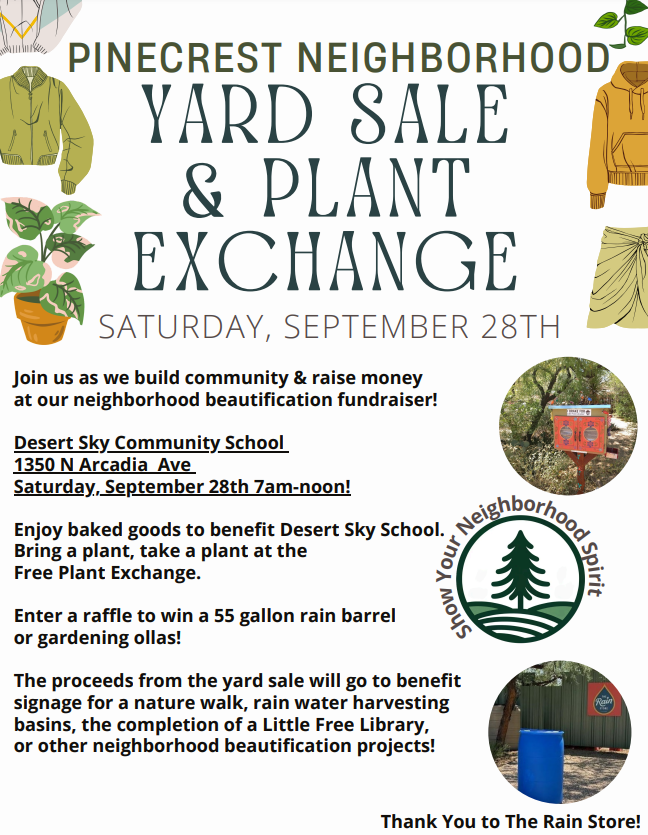 PINECREST NEIGHBORHOOD
YARD SALE
& PLANT
EXCHANGE
SATURDAY, SEPTEMBER 28TH
Join us as we build community & raise money
at our neighborhood beautification fundraiser!
Desert Sky Community School
1350 N Arcadia Ave
Saturday, September 28th 7am-noon!
Enjoy baked goods to benefit Desert Sky School.
Bring a plant, take a plant at the
Free Plant Exchange.
Show Your Neighborhood Spirit
Enter a raffle to win a 55 gallon rain barrel
or gardening ollas!
The proceeds from the yard sale will go to benefit
signage for a nature walk, rain water harvesting
basins, the completion of a Little Free Library,
or other neighborhood beautification projects!
Rain
Thank You to The Rain Store!